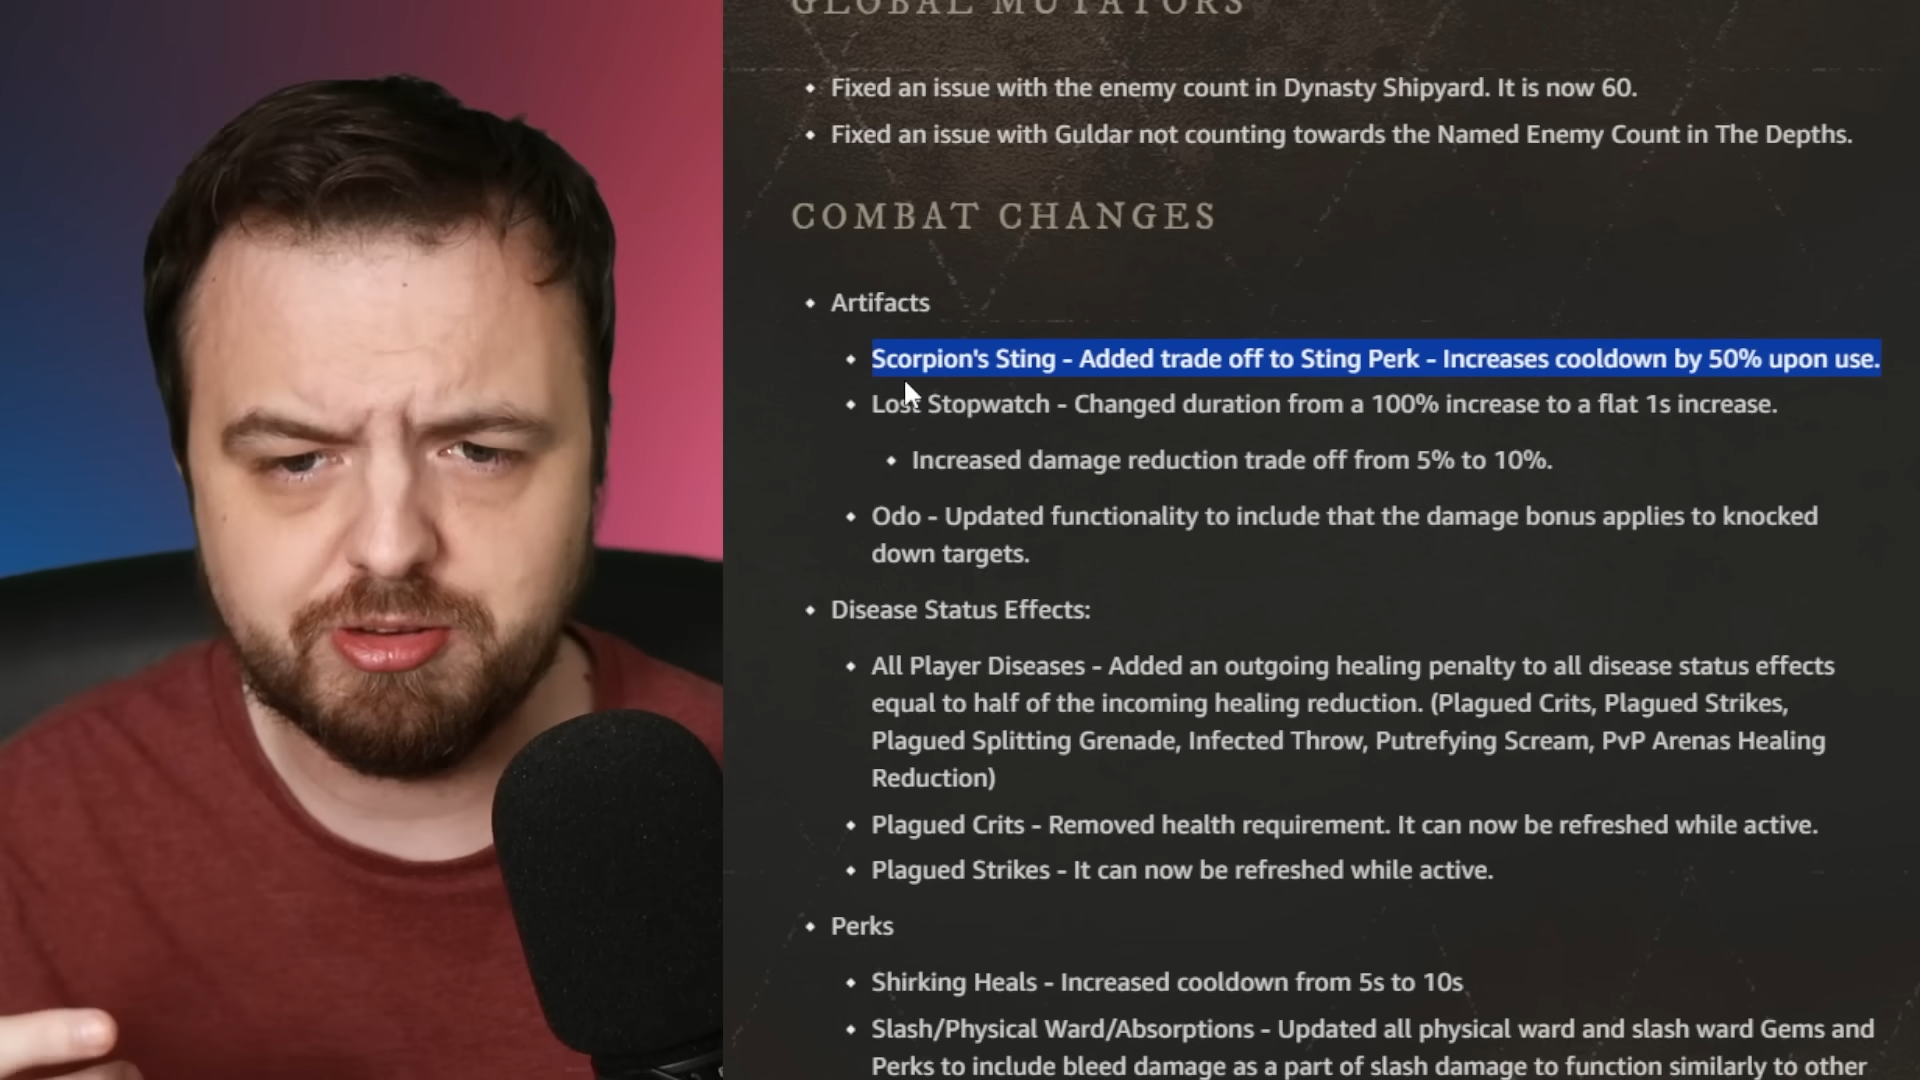 GLOBAL MUTATORS
Fixed an issue with the enemy count in Dynasty Shipyard. It is now 60.
Fixed an issue with Guldar not counting towards the Named Enemy Count in The Depths.
COMBAT CHANGES
Artifacts
Scorpion's Sting - Added trade off to Sting Perk - Increases cooldown by 50% upon use.
Lost Stopwatch - Changed duration from a 100% increase to a flat 1s increase.
Increased damage reduction trade off from 5% to 10%.
Odo - Updated functionality to include that the damage bonus applies to knocked
down targets.
Disease Status Effects:
All Player Diseases - Added an outgoing healing penalty to all disease status effects
equal to half of the incoming healing reduction. (Plagued Crits, Plagued Strikes,
Plagued Splitting Grenade, Infected Throw, Putrefying Scream, PvP Arenas Healing
Reduction)
Plagued Crits - Removed health requirement. It can now be refreshed while active.
Plagued Strikes - It can now be refreshed while active.
Perks
Shirking Heals - Increased cooldown from 5s to 10s
Slash/Physical Ward/Absorptions - Updated all physical ward and slash ward Gems and
Perks to include bleed damage as a part of slash damage to function similarly to other